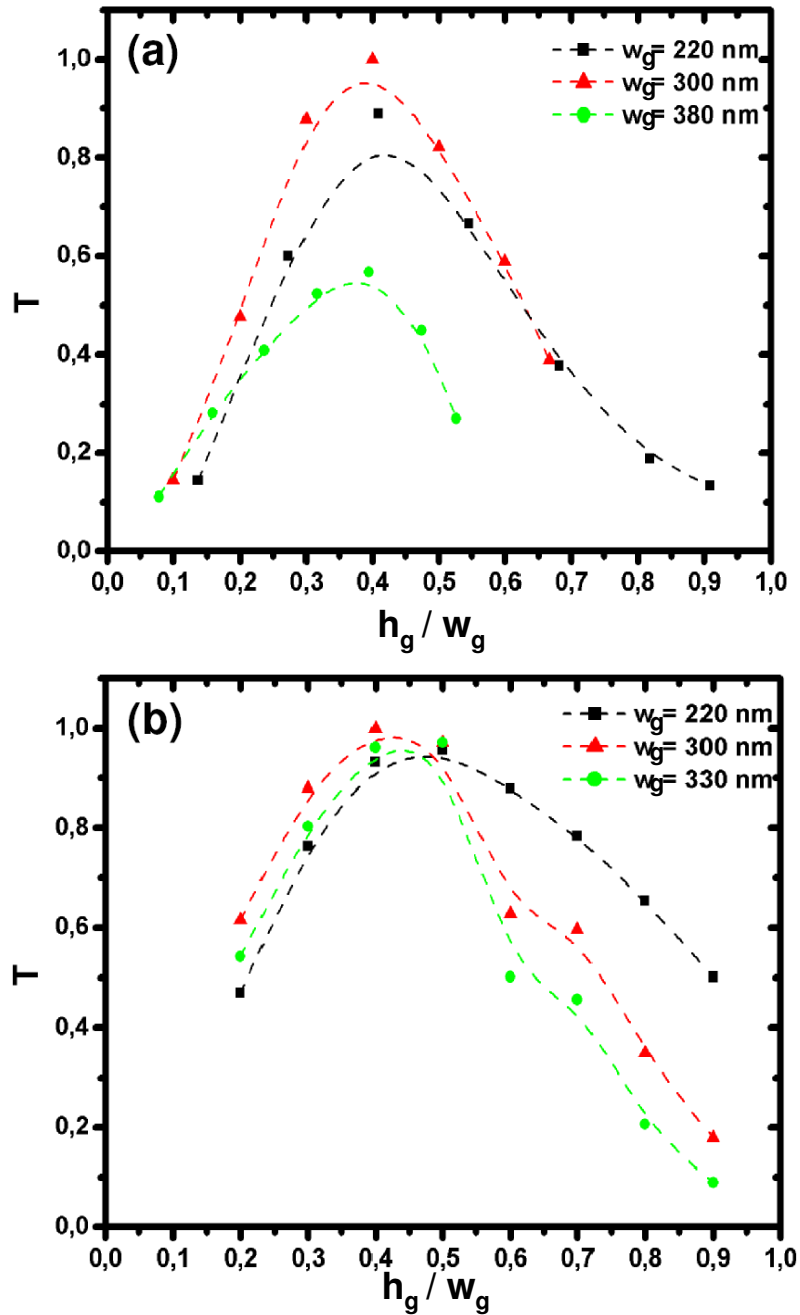 (a)
w_g= 220 nm
w_g= 300 nm
w_g= 380 nm
1,0
0,8
0,6
0,4
0,2
0,0
T
0,0 0,1 0,2 0,3 0,4 0,5 0,6 0,7 0,8 0,9 1,0
h_g / w_g
(b)
w_g= 220 nm
w_g= 300 nm
w_g= 330 nm
1,0
0,8
0,6
0,4
0,2
0,0
T
0,0 0,1 0,2 0,3 0,4 0,5 0,6 0,7 0,8 0,9 1,0
h_g / w_g